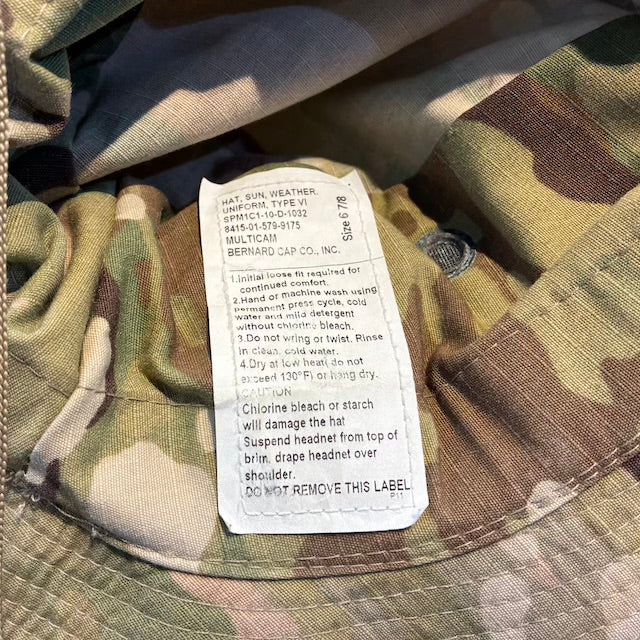 HAT, SUN, WEATHER,
UNIFORM, TYPE VI
SPM1C1-10-D-1032
8415-01-579-9175
MULTICAM
BERNARD CAP CO., INC.
Size 6 7/8
1.Initial loose fit required for
continued comfort.
2.Hand or machine wash using
permanent press cycle, cold
water and mild detergent
without chlorine bleach.
3.Do not wring or twist. Rinse
in clean, cold water.
4.Dry at low heat( do not
exceed 130°F) or hang dry.
CAUTION
Chlorine bleach or starch
will damage the hat
Suspend headnet from top of
brim, drape headnet over
shoulder.
DO NOT REMOVE THIS LABEL
P11